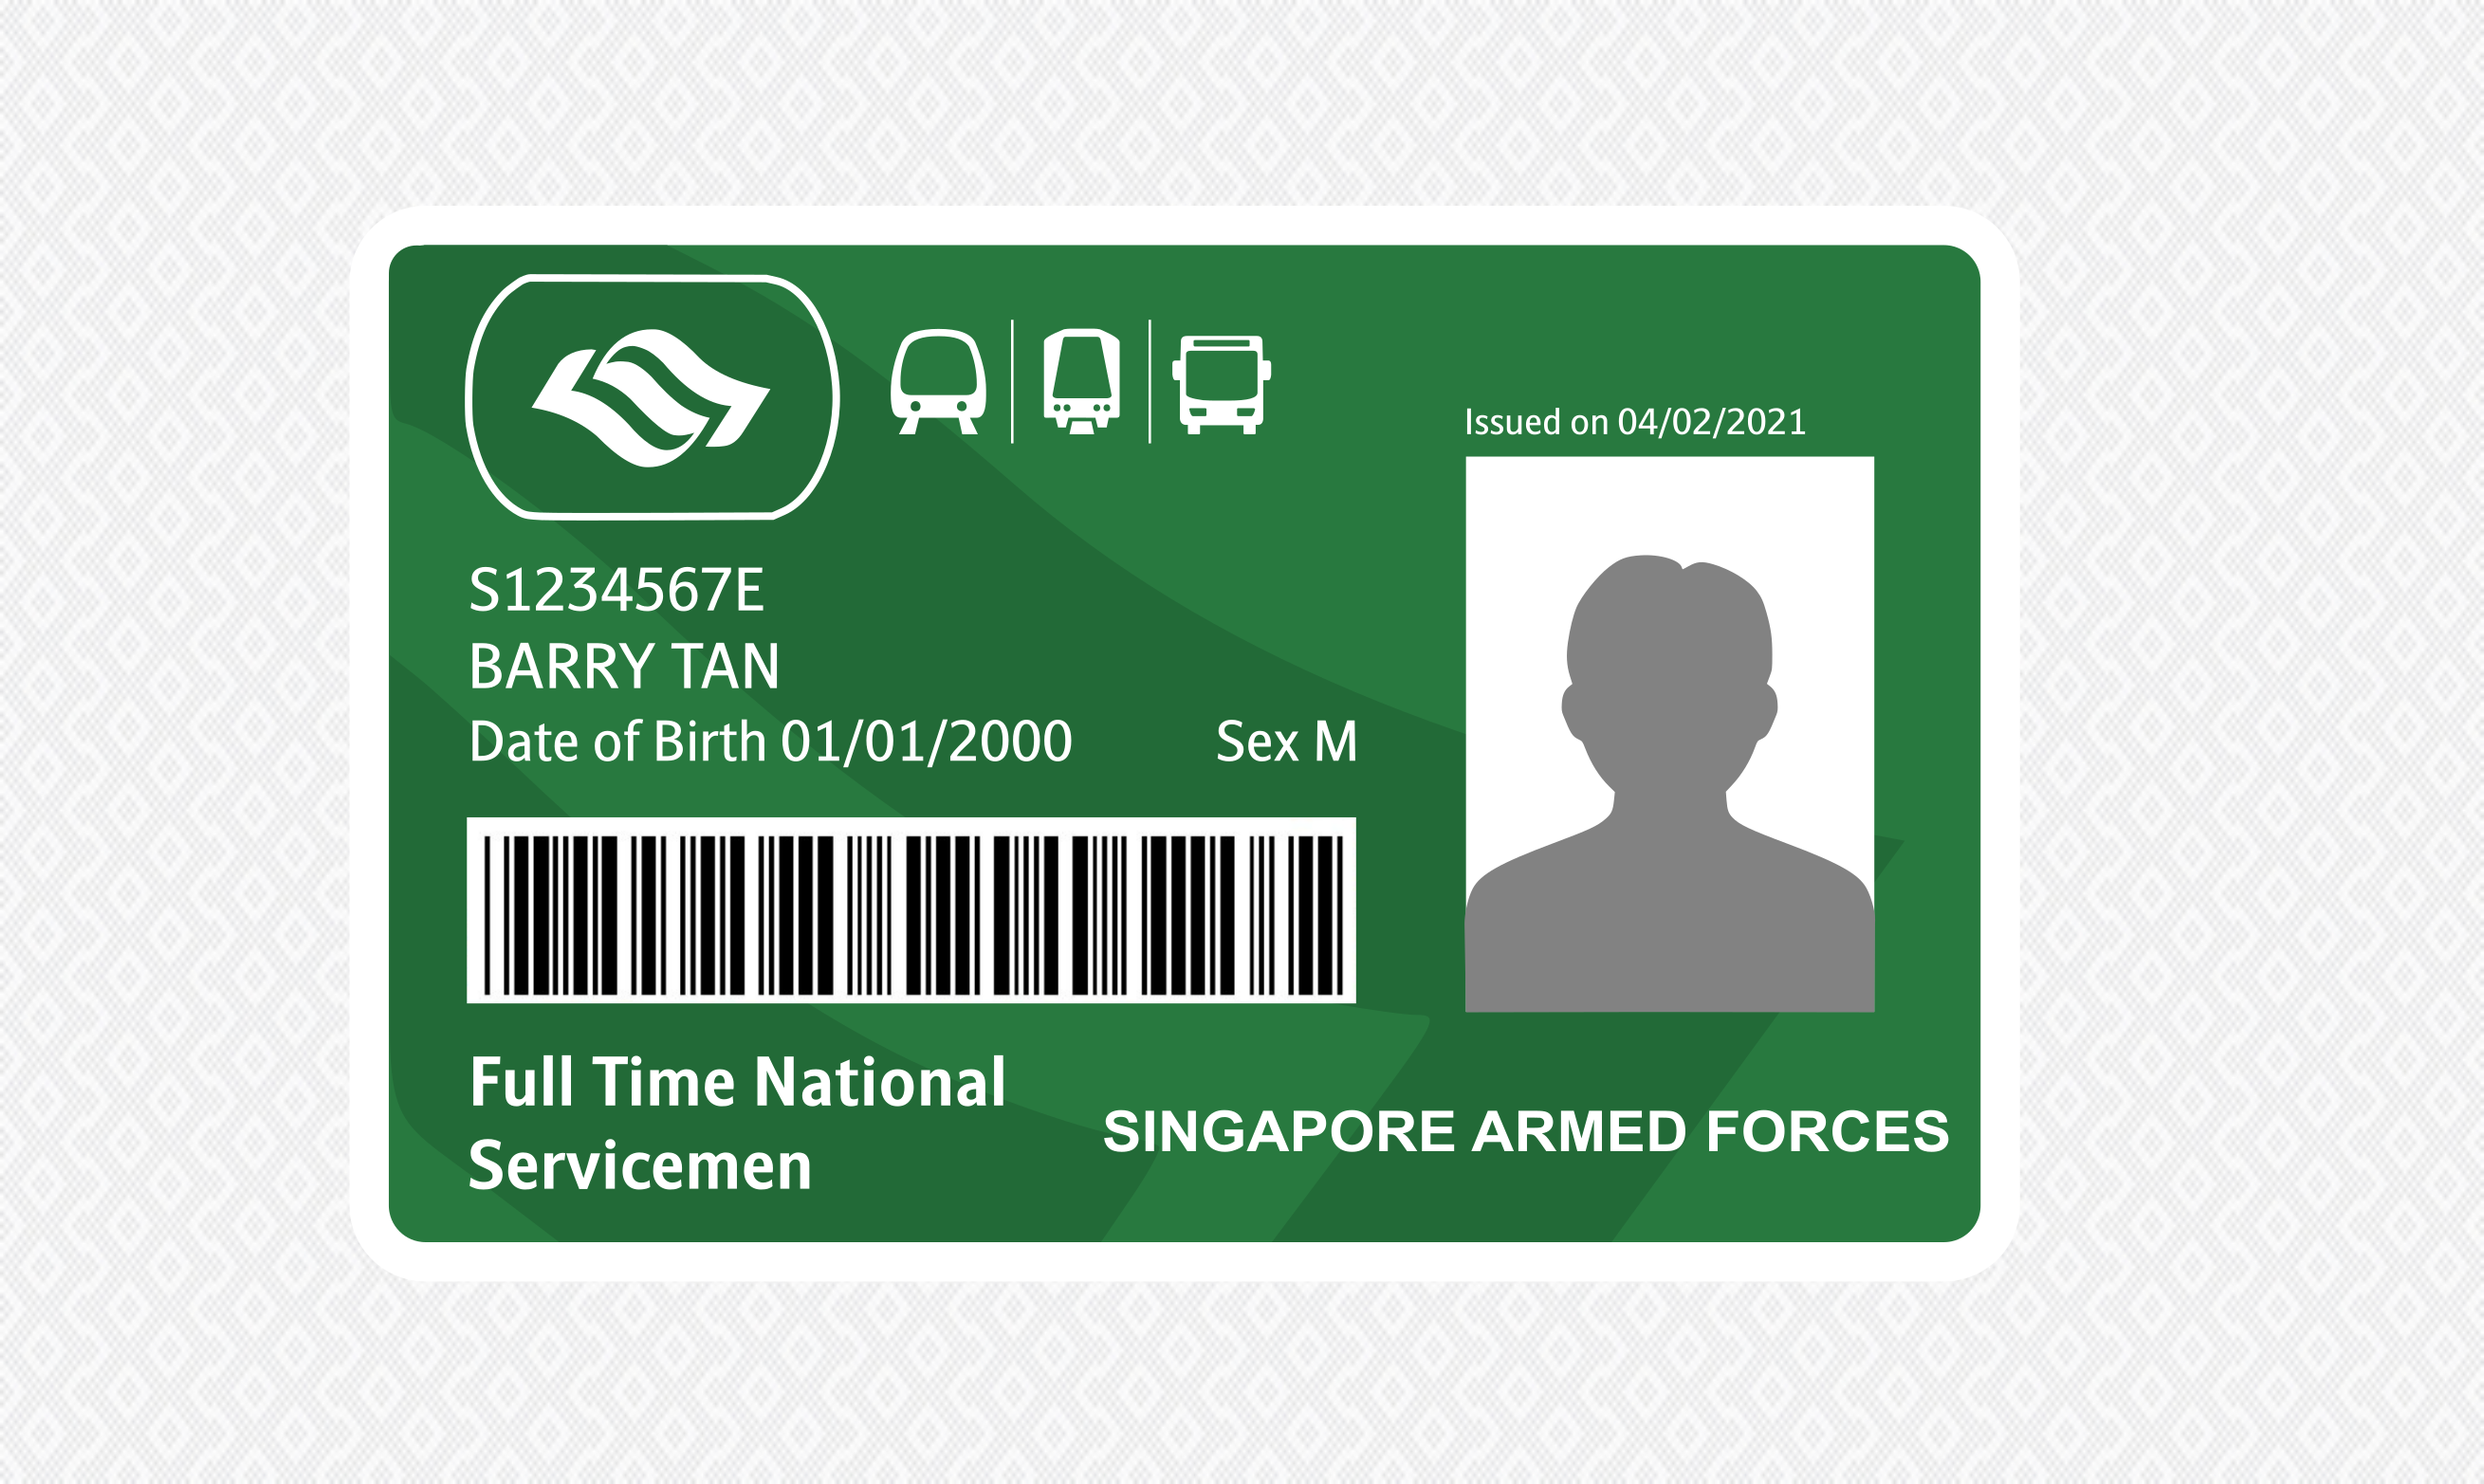 Issued on 04/02/2021
S1234567E
BARRY TAN
Date of Birth 01/01/2000
Sex M
Full Time National
Servicemen
SINGAPORE ARMED FORCES